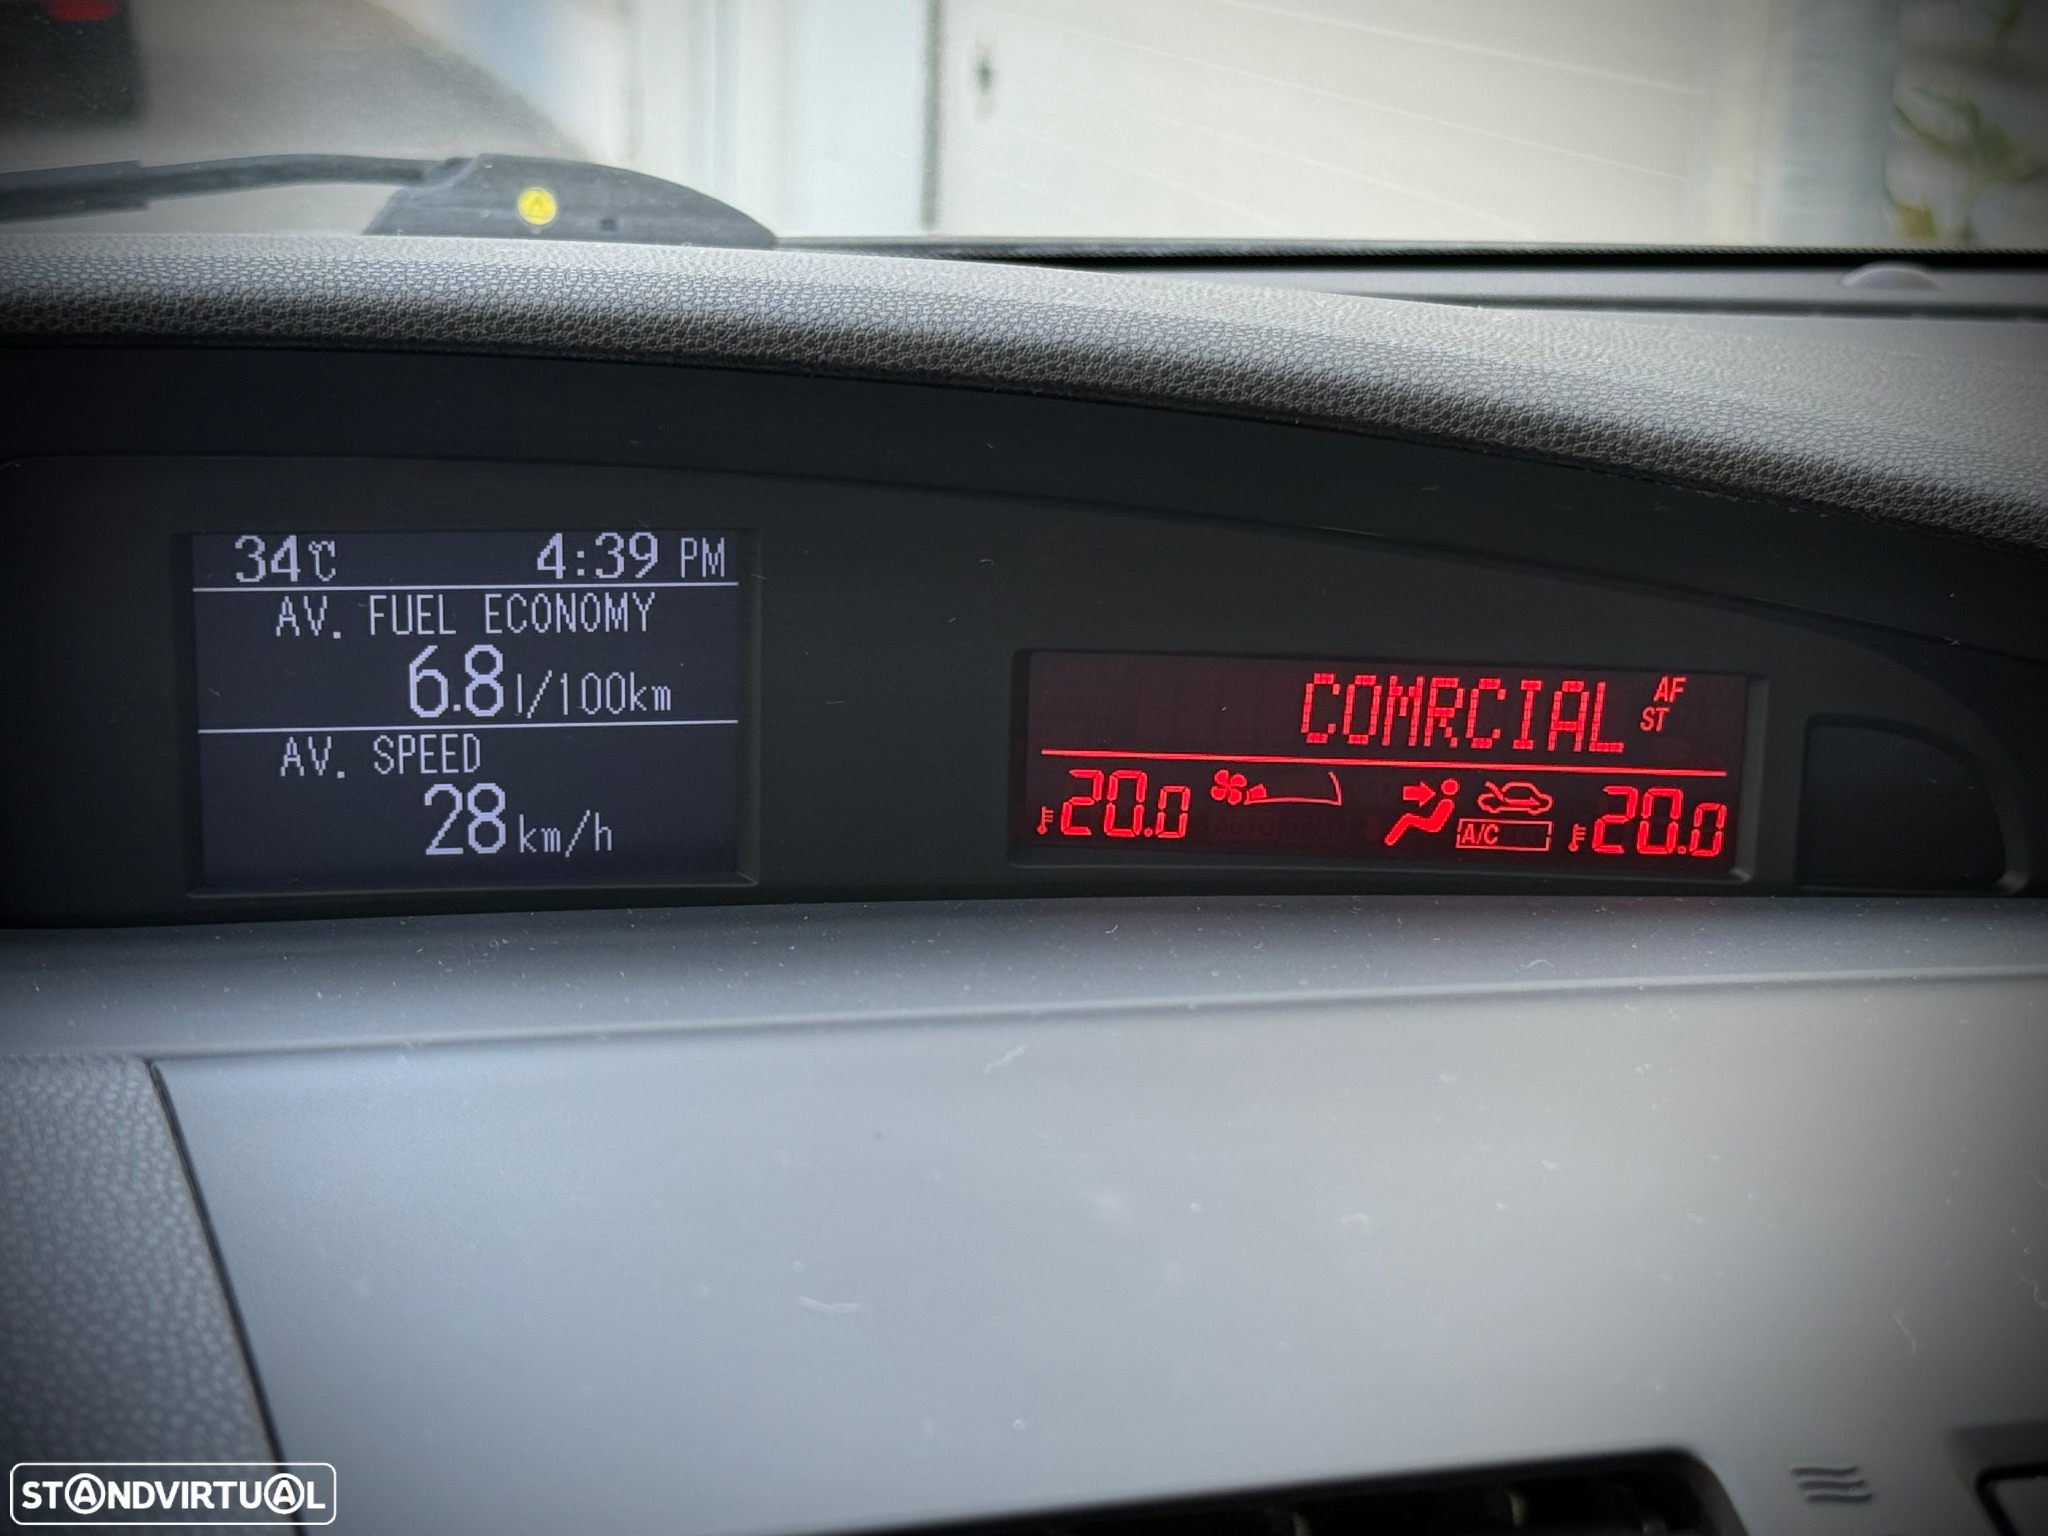 34℃ 4:39 PM
AV. FUEL ECONOMY
6.8 l/100km
AV. SPEED
28 km/h
COMRCIAL AF
ST
20.0 20.0
A/C
STANDVIRTUAL